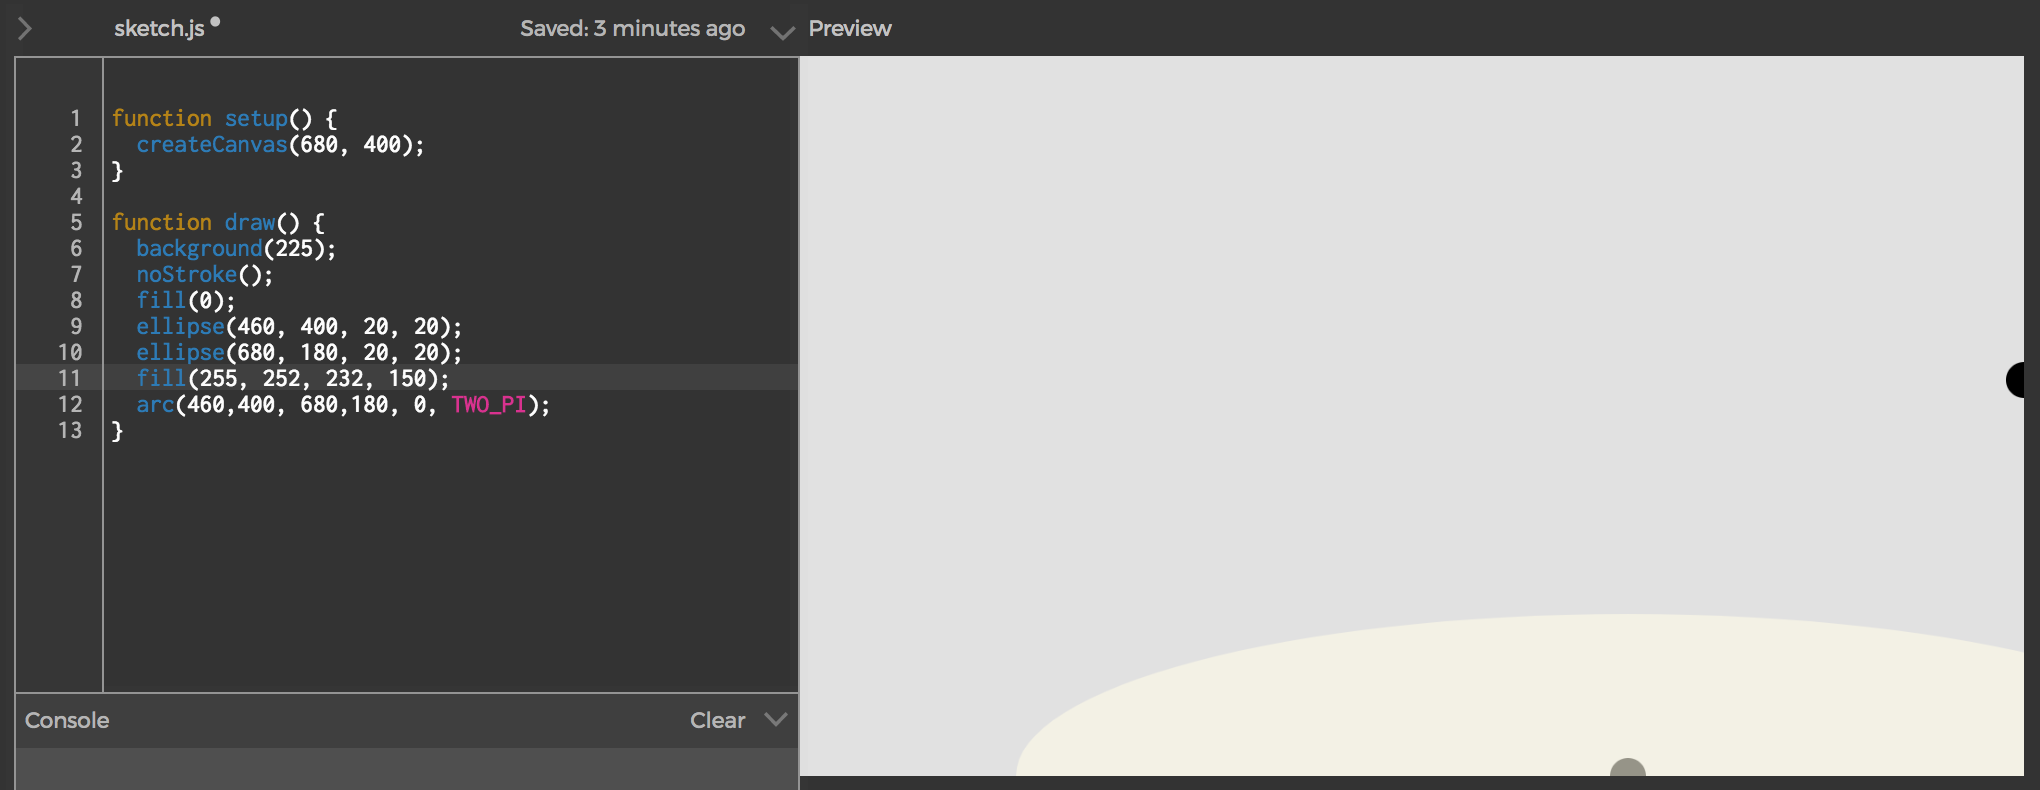 sketch.js Saved: 3 minutes ago Preview
1 function setup() {
2   createCanvas(680, 400);
3 }
4
5 function draw() {
6   background(225);
7   noStroke();
8   fill(0);
9   ellipse(460, 400, 20, 20);
10   ellipse(680, 180, 20, 20);
11   fill(255, 252, 232, 150);
12   arc(460,400, 680,180, 0, TWO_PI);
13 }
Console Clear